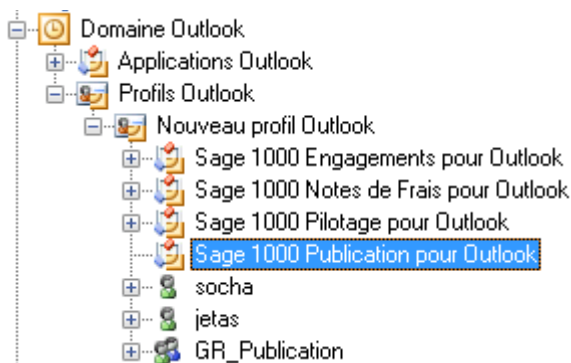 Domaine Outlook
Applications Outlook
Profils Outlook
Nouveau profil Outlook
Sage 1000 Engagements pour Outlook
Sage 1000 Notes de Frais pour Outlook
Sage 1000 Pilotage pour Outlook
Sage 1000 Publication pour Outlook
socha
jetas
GR_Publication